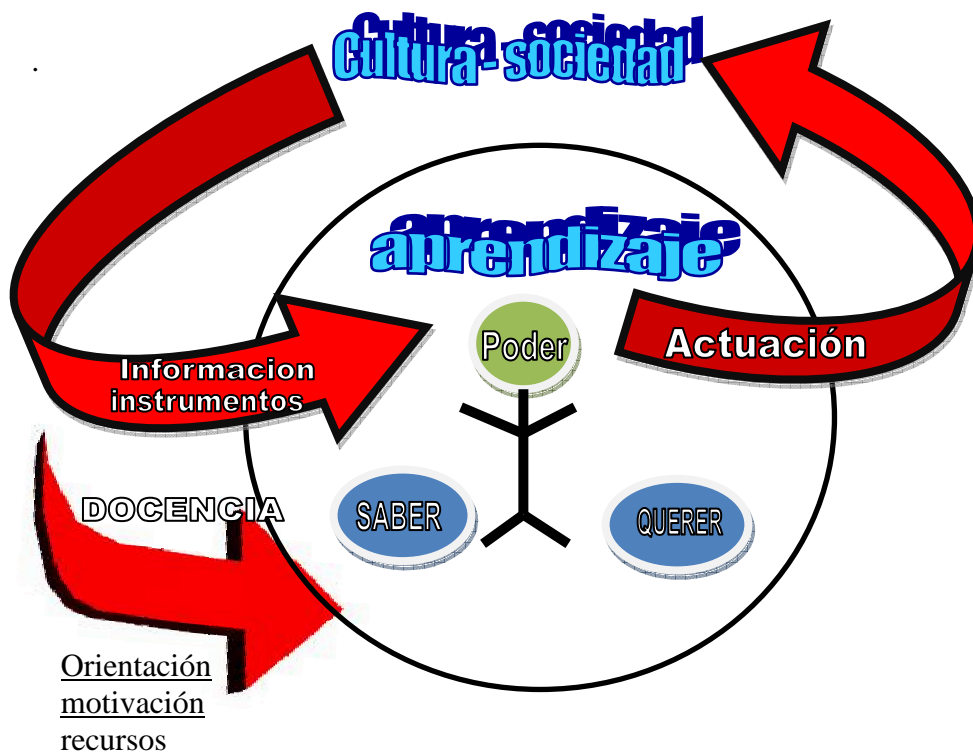 Cultura - sociedad
.
aprendizaje
Poder
Actuación
Informacion
instrumentos
DOCENCIA
SABER
QUERER
Orientación
motivación
recursos